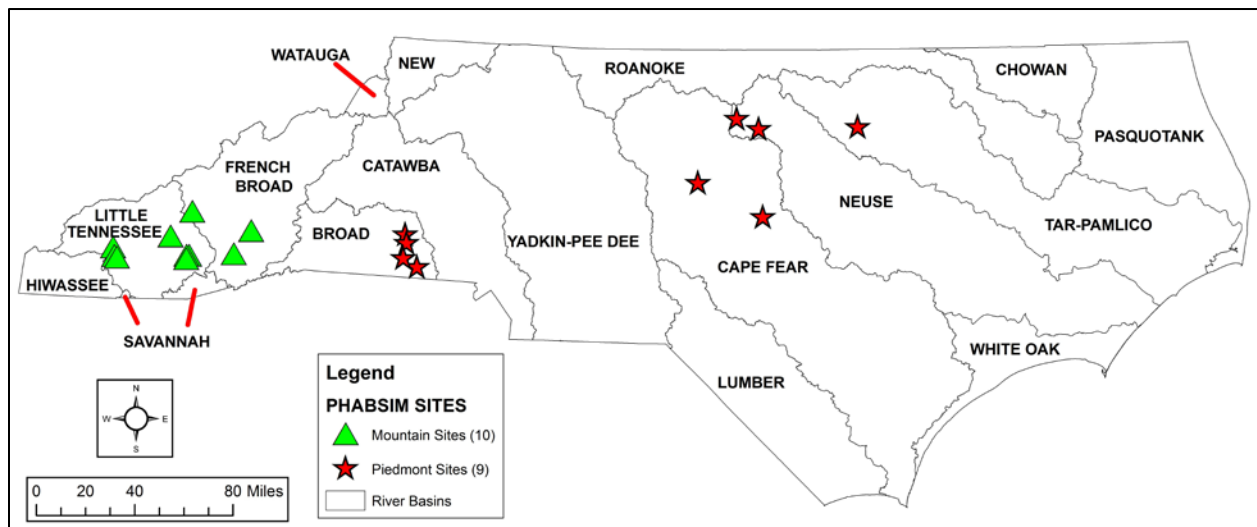 WATAUGA
NEW
ROANOKE
CHOWAN
PASQUOTANK
FRENCH
BROAD
CATAWBA
LITTLE
TENNESSEE
BROAD
YADKIN-PEE DEE
NEUSE
TAR-PAMLICO
CAPE FEAR
HIWASSEE
SAVANNAH
WHITE OAK
LUMBER
N
W
E
S
0 20 40 80 Miles
Legend
PHABSIM SITES
Mountain Sites (10)
Piedmont Sites (9)
River Basins